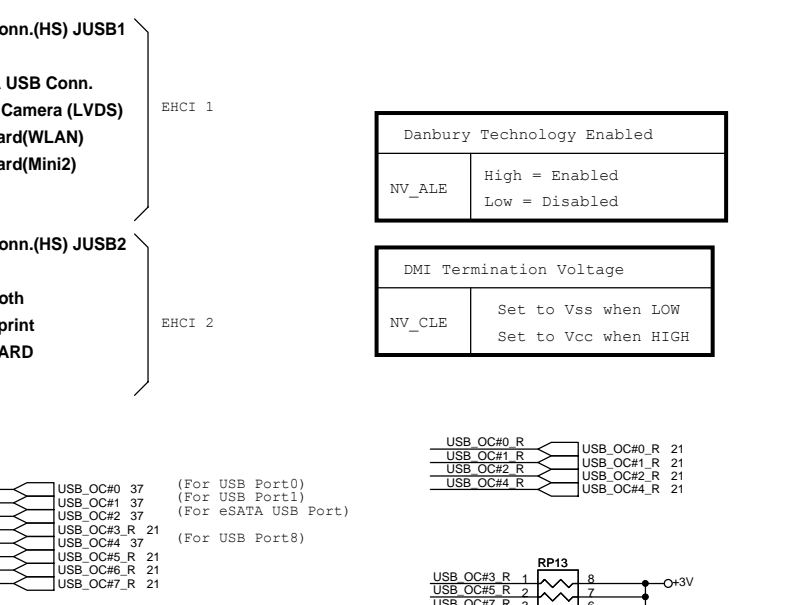 onn.(HS) JUSB1
USB Conn.
Camera (LVDS)
ard(WLAN)
ard(Mini2)
EHCI 1
onn.(HS) JUSB2
oth
print
ARD
EHCI 2
Danbury Technology Enabled
NV_ALE
High = Enabled
Low = Disabled
DMI Termination Voltage
NV_CLE
Set to Vss when LOW
Set to Vcc when HIGH
USB_OC#0_R USB_OC#0_R 21
USB_OC#1_R USB_OC#1_R 21
USB_OC#2_R USB_OC#2_R 21
USB_OC#4_R USB_OC#4_R 21
USB_OC#0 37 (For USB Port0)
USB_OC#1 37 (For USB Port1)
USB_OC#2 37 (For eSATA USB Port)
USB_OC#3_R 21
USB_OC#4 37 (For USB Port8)
USB_OC#5_R 21
USB_OC#6_R 21
USB_OC#7_R 21
RP13
USB_OC#3_R 1 8 +3V
USB_OC#5_R 2 7
USB_OC#7_R 3 6